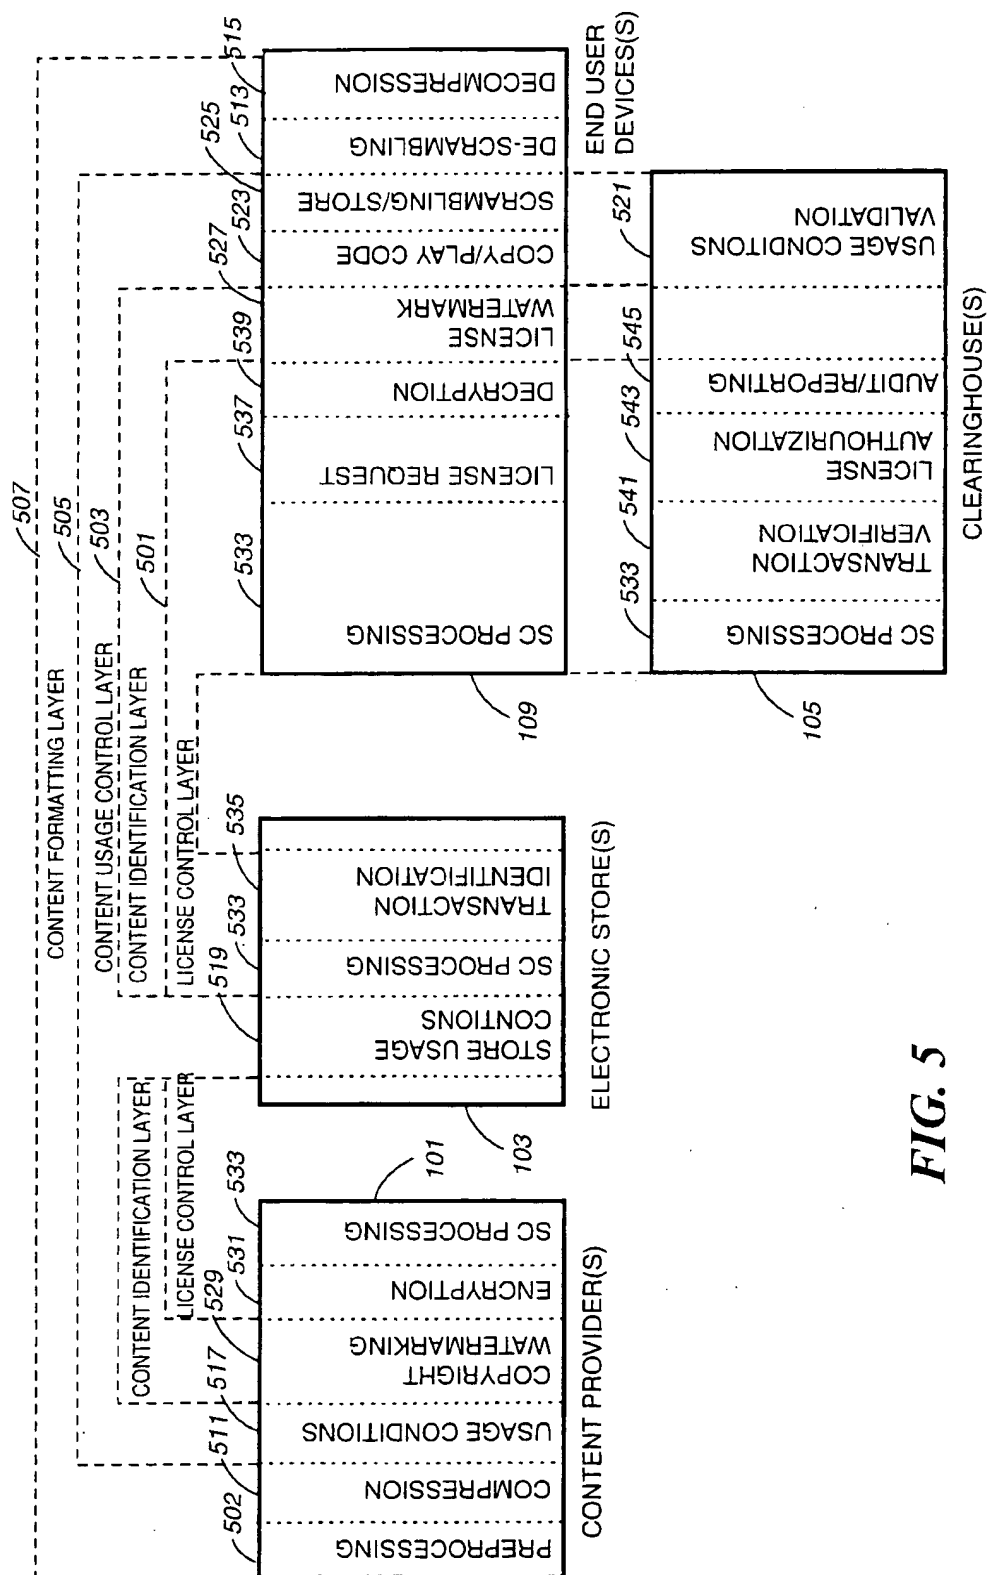 507
CONTENT FORMATTING LAYER
505
CONTENT USAGE CONTROL LAYER
503
CONTENT IDENTIFICATION LAYER
CONTENT IDENTIFICATION LAYER
501
LICENSE CONTROL LAYER
LICENSE CONTROL LAYER
502
511
517
529
531
533
PREPROCESSING
COMPRESSION
USAGE CONDITIONS
COPYRIGHT
WATERMARKING
ENCRYPTION
SC PROCESSING
101
CONTENT PROVIDER(S)
519
533
535
STORE USAGE
CONTIONS
SC PROCESSING
TRANSACTION
IDENTIFICATION
103
ELECTRONIC STORE(S)
533
537
539
527
523
525
513
515
SC PROCESSING
LICENSE REQUEST
DECRYPTION
LICENSE
WATERMARK
COPY/PLAY CODE
SCRAMBLING/STORE
DE-SCRAMBLING
DECOMPRESSION
109
END USER
DEVICES(S)
533
541
543
545
521
SC PROCESSING
TRANSACTION
VERIFICATION
LICENSE
AUTHOURIZATION
AUDIT/REPORTING
USAGE CONDITONS
VALIDATION
105
CLEARINGHOUSE(S)
FIG. 5